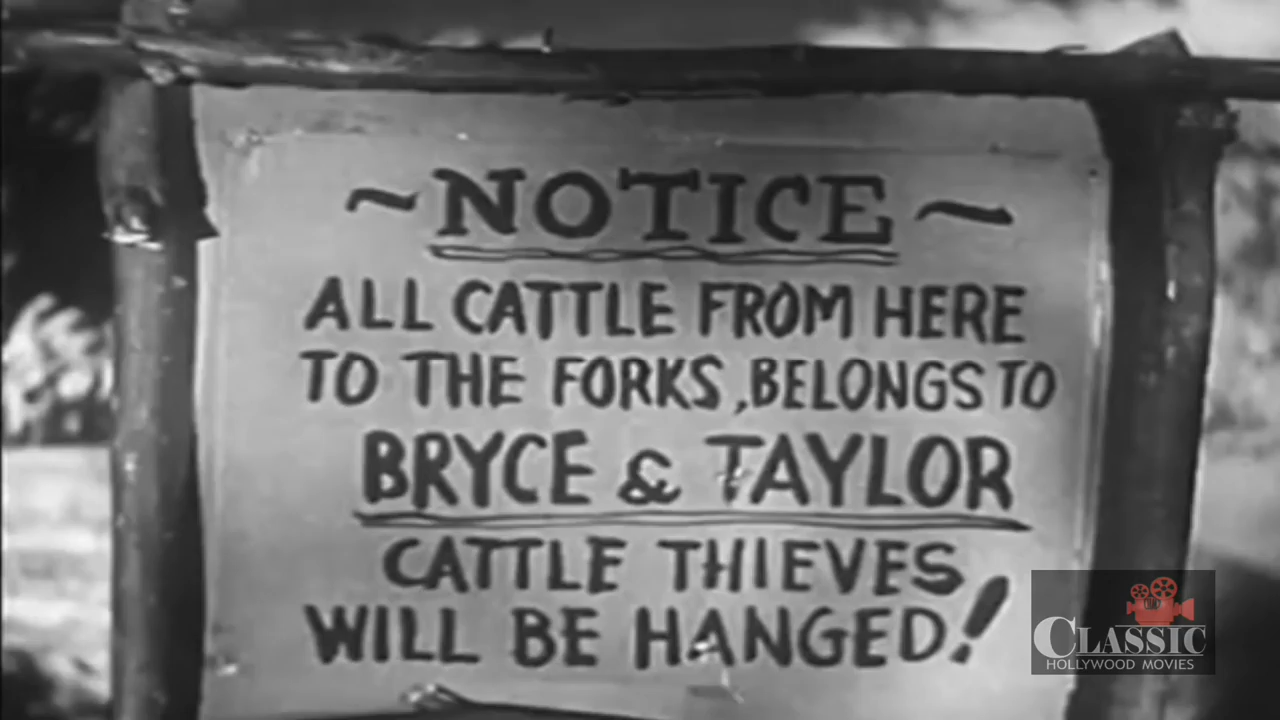 ~NOTICE~
ALL CATTLE FROM HERE
TO THE FORKS, BELONGS TO
BRYCE & TAYLOR
CATTLE THIEVES
WILL BE HANGED!
CLASSIC
HOLLYWOOD MOVIES